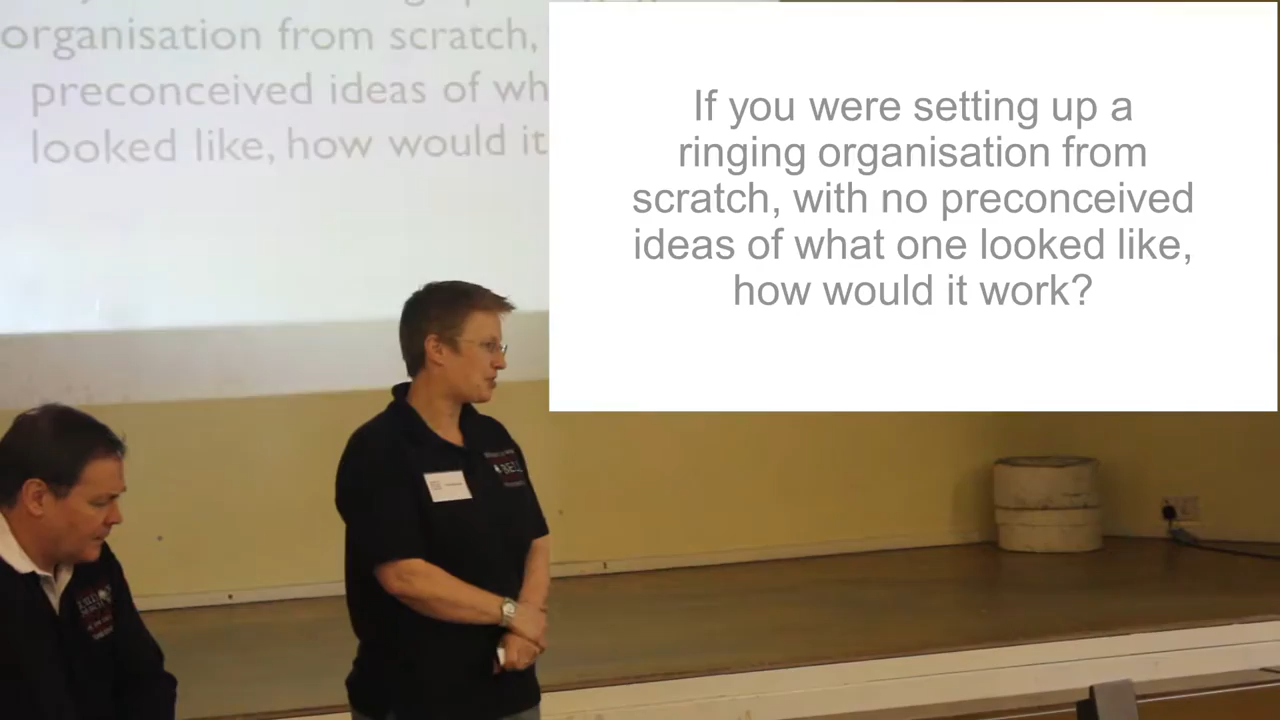 organisation from scratch,
preconceived ideas of wh
looked like, how would it
If you were setting up a
ringing organisation from
scratch, with no preconceived
ideas of what one looked like,
how would it work?